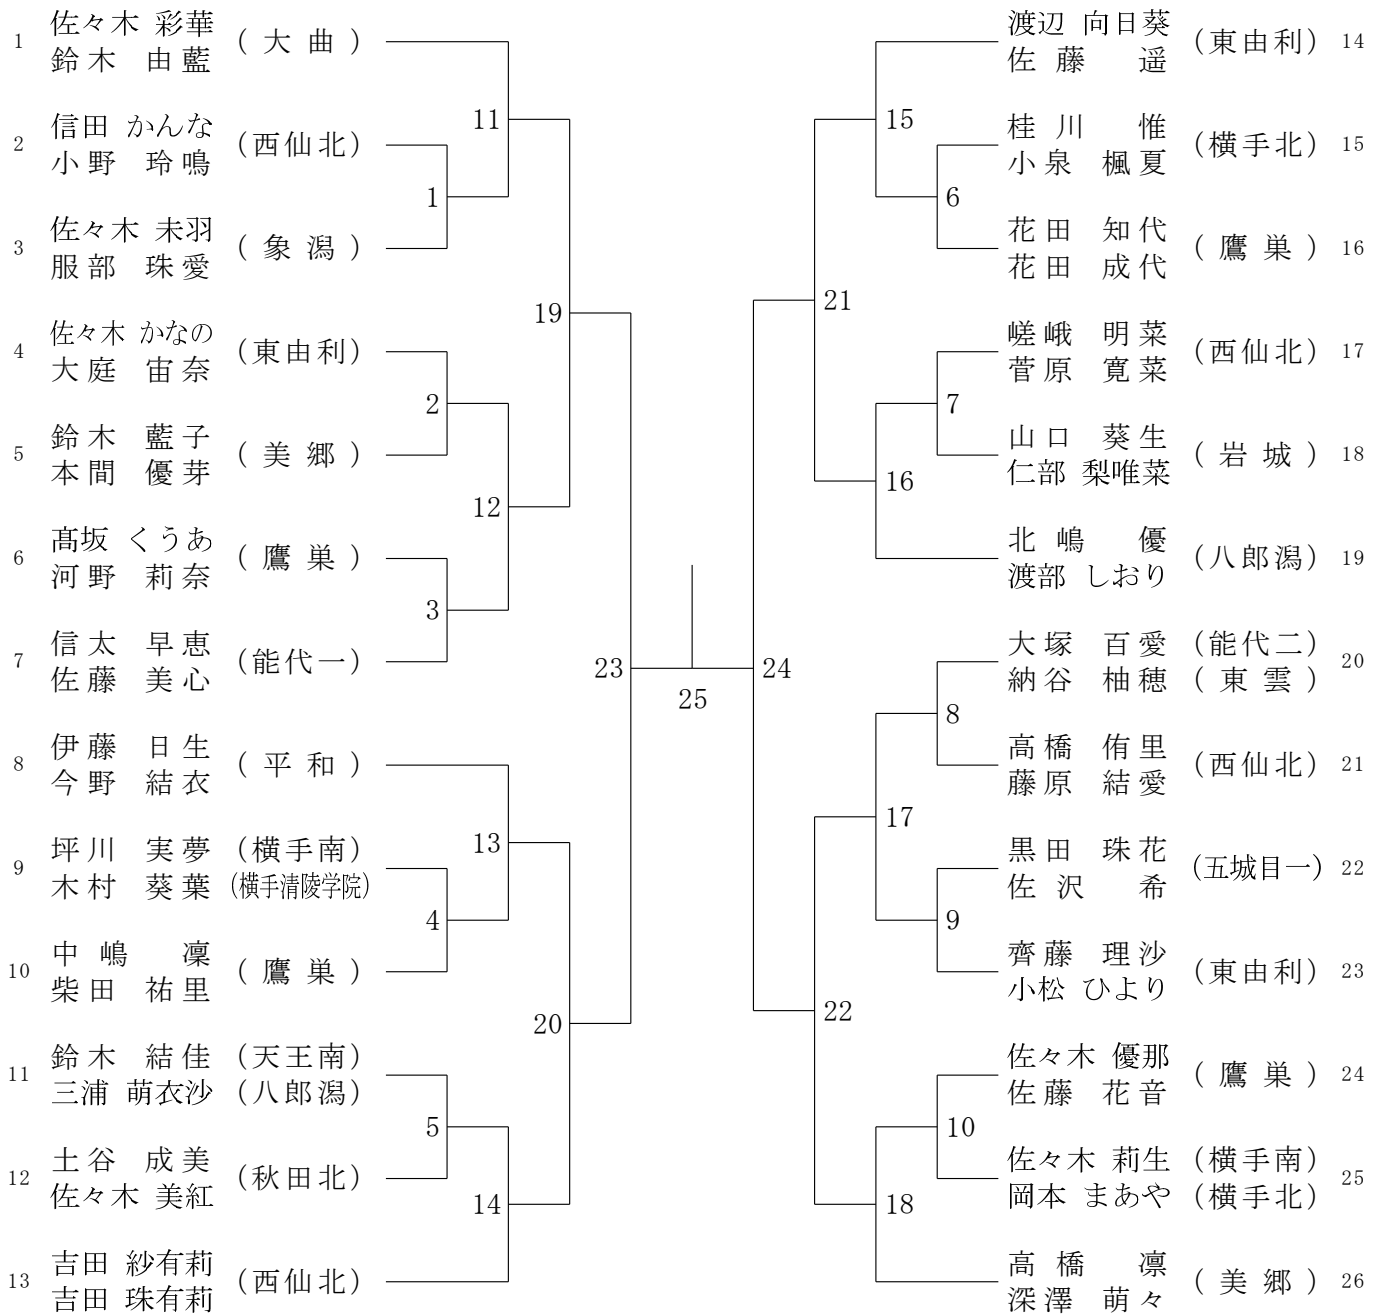 1 佐々木 彩華 (大曲)
鈴木 由藍
2 信田 かんな (西仙北)
小野 玲鳴
3 佐々木 未羽 (象潟)
服部 珠愛
4 佐々木 かなの (東由利)
大庭 宙奈
5 鈴木 藍子 (美郷)
本間 優芽
6 髙坂 くうあ (鷹巣)
河野 莉奈
7 信太 早恵 (能代一)
佐藤 美心
8 伊藤 日生 (平和)
今野 結衣
9 坪川 実夢 (横手南)
木村 葵葉 (横手清陵学院)
10 中嶋 凜 (鷹巣)
柴田 祐里
11 鈴木 結佳 (天王南)
三浦 萌衣沙 (八郎潟)
12 土谷 成美 (秋田北)
佐々木 美紅
13 吉田 紗有莉 (西仙北)
吉田 珠有莉
11
1
19
2
12
3
23
13
4
20
5
14
25
24
15
6
21
7
16
8
17
9
22
10
18
渡辺 向日葵 (東由利) 14
佐藤 遥
桂川 惟 (横手北) 15
小泉 楓夏
花田 知代 (鷹巣) 16
花田 成代
嵯峨 明菜 (西仙北) 17
菅原 寛菜
山口 葵生 (岩城) 18
仁部 梨唯菜
北嶋 優 (八郎潟) 19
渡部 しおり
大塚 百愛 (能代二) 20
納谷 柚穂 (東雲)
高橋 侑里 (西仙北) 21
藤原 結愛
黒田 珠花 (五城目一) 22
佐沢 希
齊藤 理沙 (東由利) 23
小松 ひより
佐々木 優那 (鷹巣) 24
佐藤 花音
佐々木 莉生 (横手南) 25
岡本 まあや (横手北)
高橋 凛 (美郷) 26
深澤 萌々